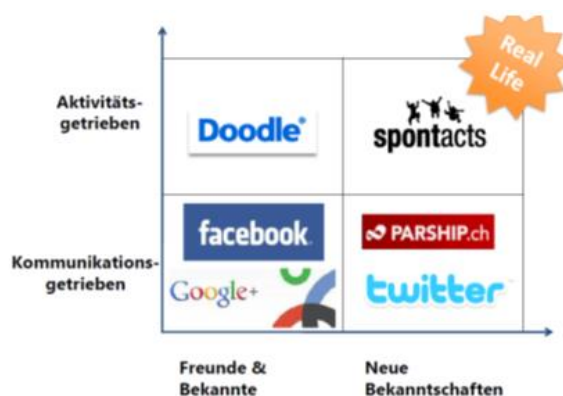 Real
Life
Aktivitäts-
getrieben
Doodle®
spontacts
Kommunikations-
getrieben
facebook
PARSHIP.ch
Google+
twitter
Freunde &
Bekannte
Neue
Bekanntschaften